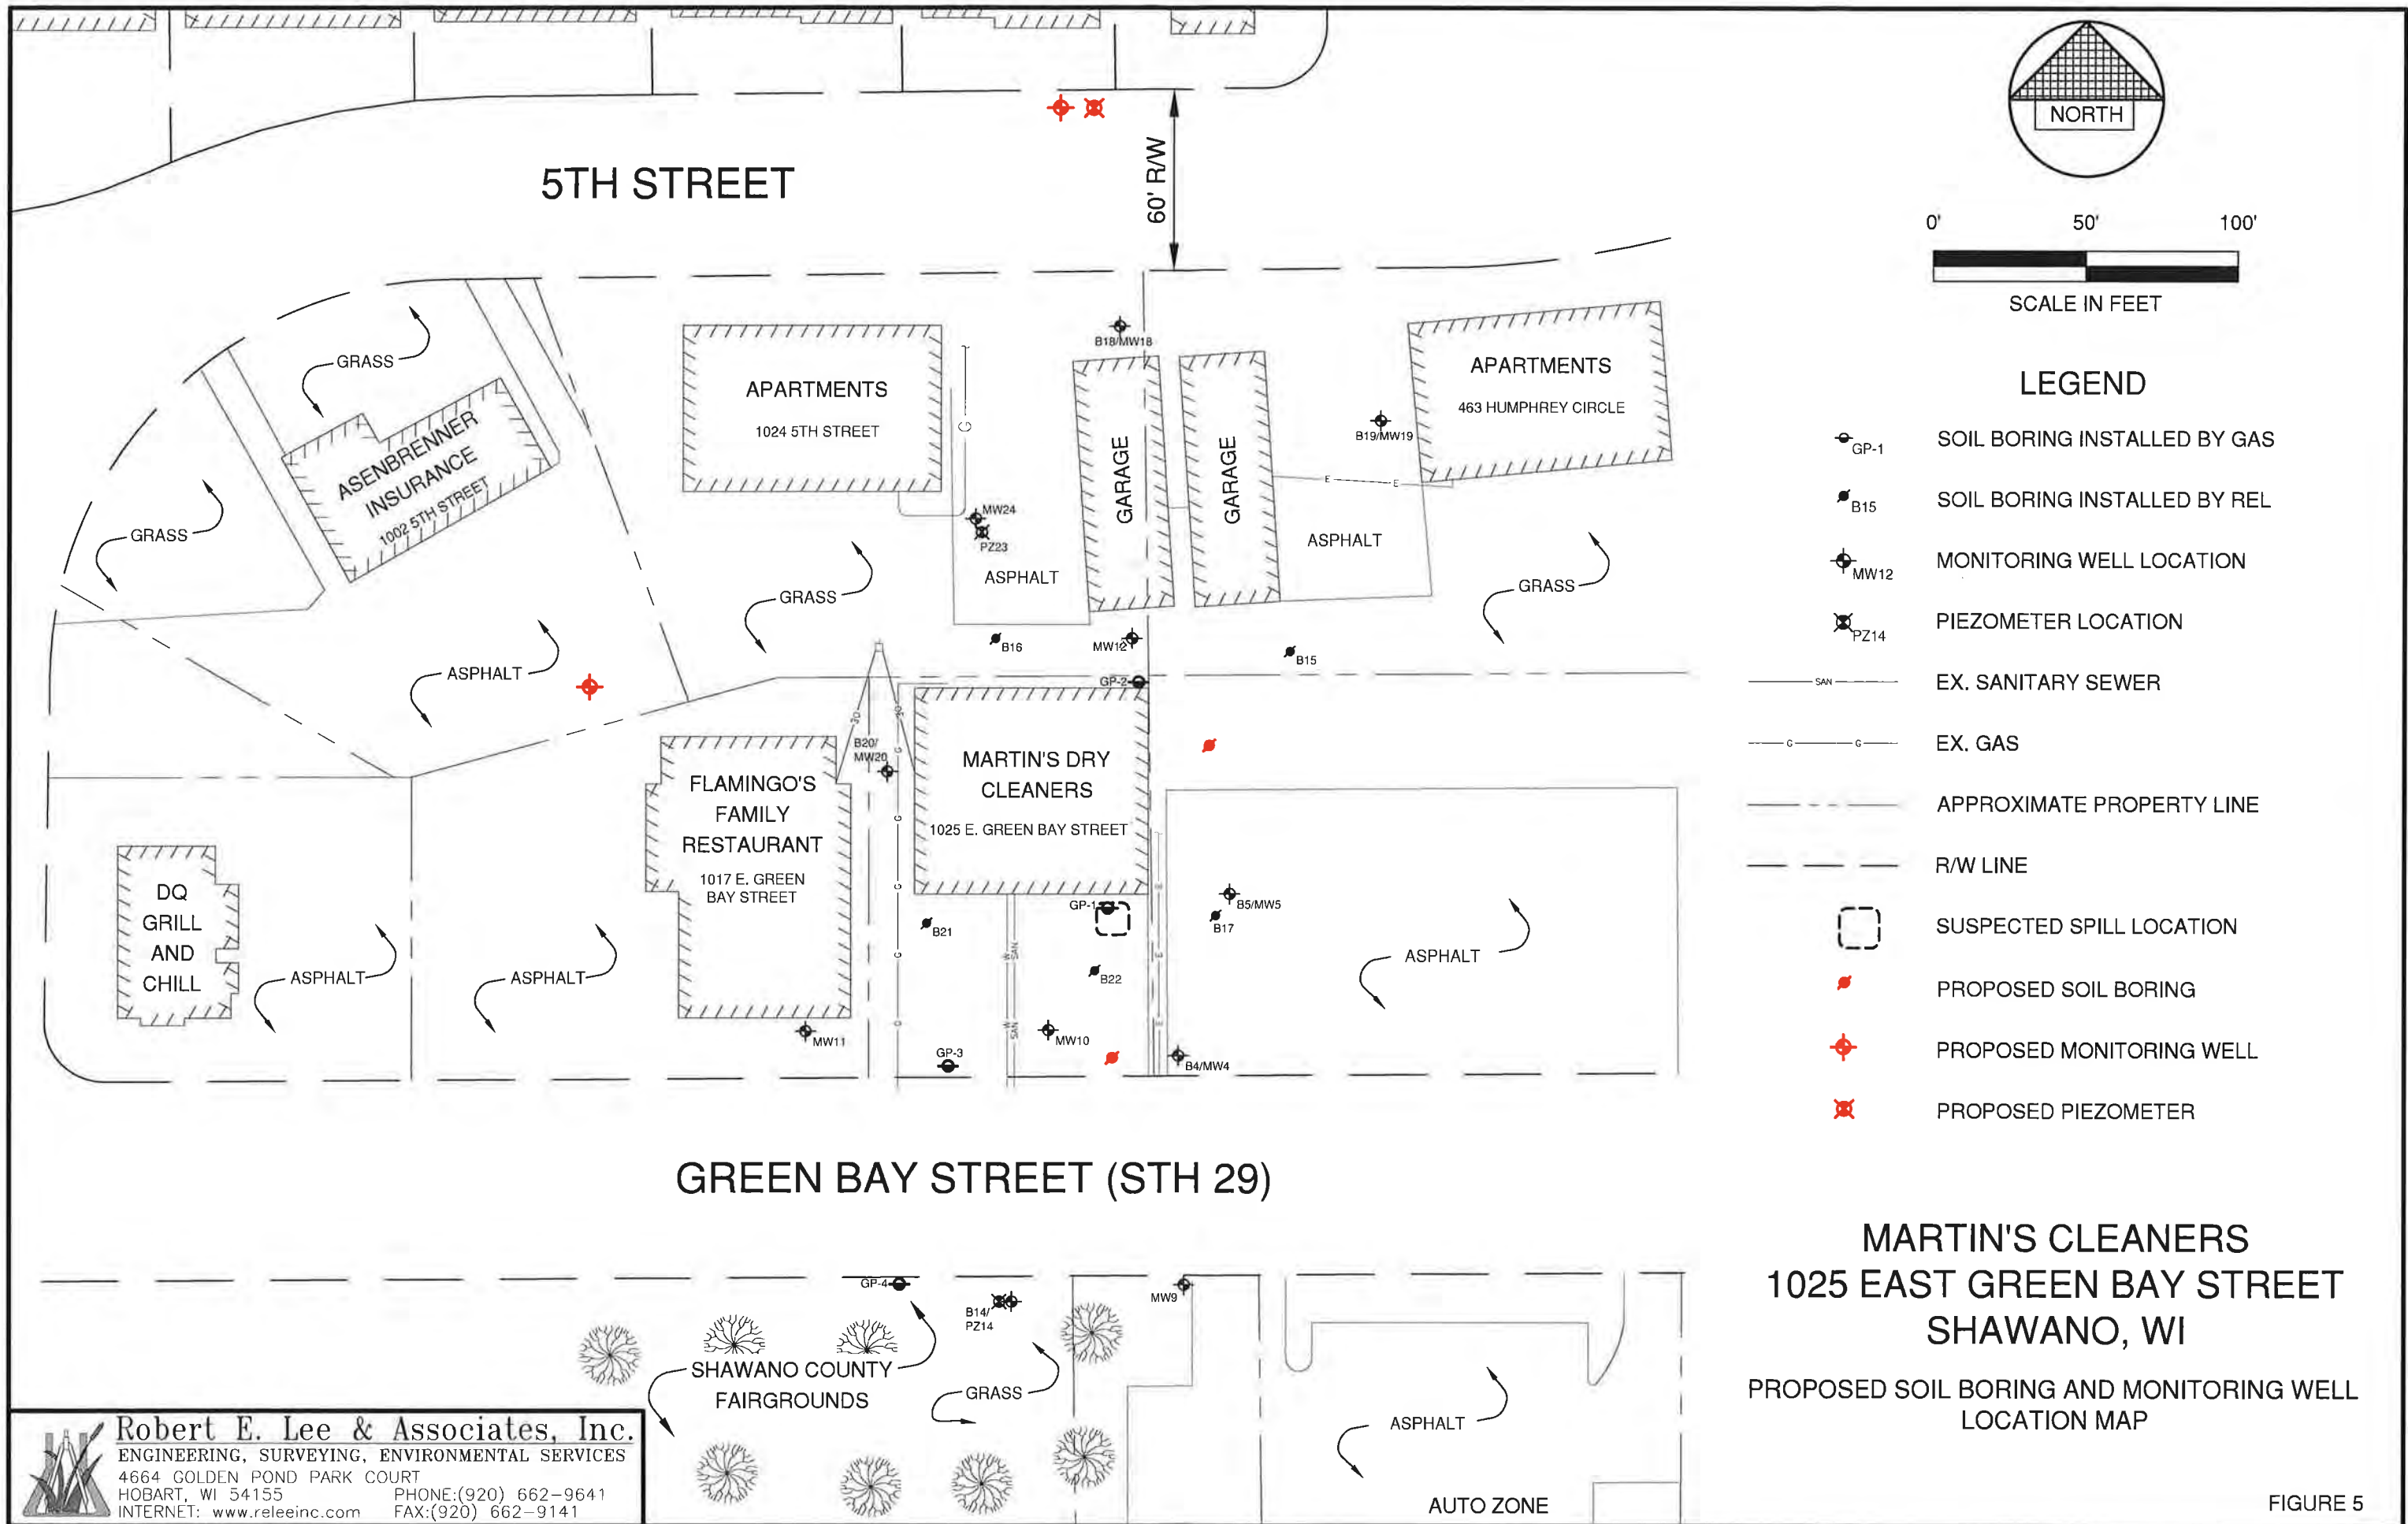 5TH STREET
60' R/W
NORTH
0' 50' 100'
SCALE IN FEET
LEGEND
GP-1 SOIL BORING INSTALLED BY GAS
B15 SOIL BORING INSTALLED BY REL
MW12 MONITORING WELL LOCATION
PZ14 PIEZOMETER LOCATION
SAN EX. SANITARY SEWER
G G EX. GAS
APPROXIMATE PROPERTY LINE
R/W LINE
SUSPECTED SPILL LOCATION
PROPOSED SOIL BORING
PROPOSED MONITORING WELL
PROPOSED PIEZOMETER
GRASS
ASENBRENNER
INSURANCE
1002 5TH STREET
GRASS
APARTMENTS
1024 5TH STREET
G
B18/MW18
GARAGE
GARAGE
B19/MW19
APARTMENTS
463 HUMPHREY CIRCLE
E E
MW24
PZ23
ASPHALT
ASPHALT
GRASS
GRASS
B16
MW12
B15
GP-2
ASPHALT
B20/
MW20
FLAMINGO'S
FAMILY
RESTAURANT
1017 E. GREEN
BAY STREET
G
G
G
G
G
MARTIN'S DRY
CLEANERS
1025 E. GREEN BAY STREET
DQ
GRILL
AND
CHILL
ASPHALT
ASPHALT
MW11
B21
GP-3
W
SAN
W
SAN
GP-1
B22
MW10
E
E
E
B5/MW5
B17
B4/MW4
ASPHALT
GREEN BAY STREET (STH 29)
GP-4
B14/
PZ14
MW9
SHAWANO COUNTY
FAIRGROUNDS
GRASS
ASPHALT
AUTO ZONE
MARTIN'S CLEANERS
1025 EAST GREEN BAY STREET
SHAWANO, WI
PROPOSED SOIL BORING AND MONITORING WELL
LOCATION MAP
FIGURE 5
Robert E. Lee & Associates, Inc.
ENGINEERING, SURVEYING, ENVIRONMENTAL SERVICES
4664 GOLDEN POND PARK COURT
HOBART, WI 54155 PHONE:(920) 662-9641
INTERNET: www.releeinc.com FAX:(920) 662-9141